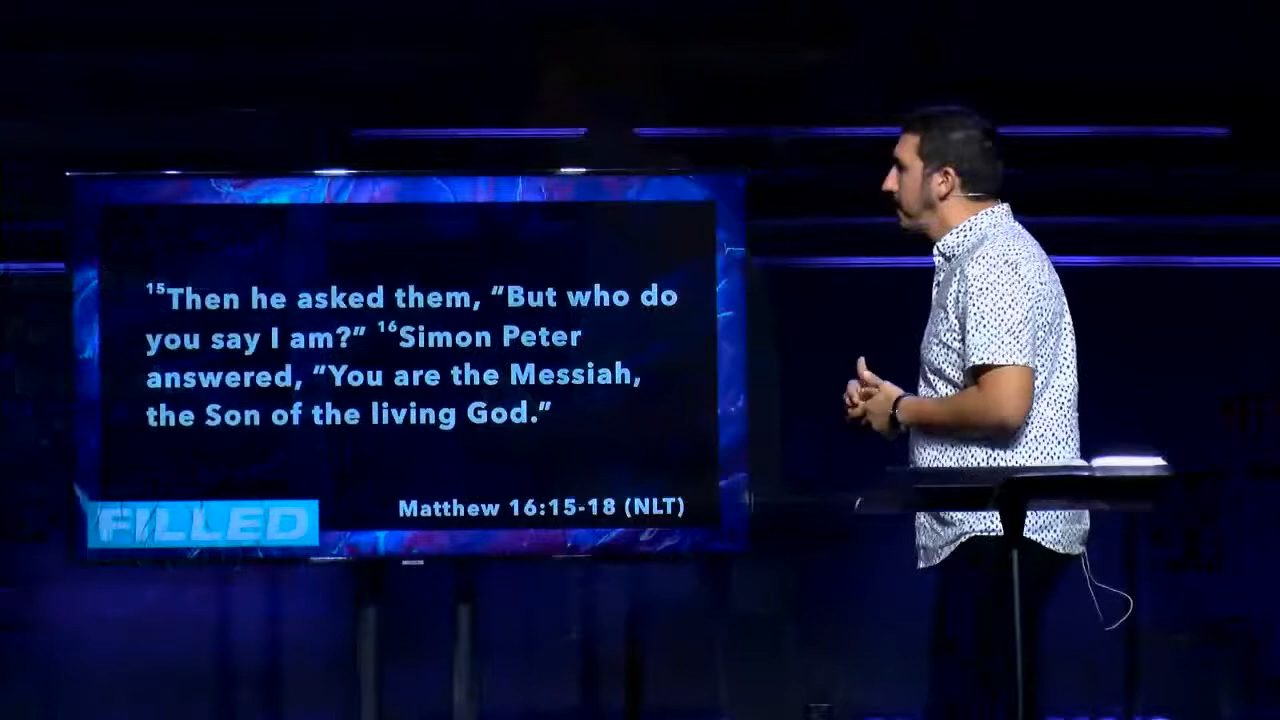 ¹⁵Then he asked them, “But who do
you say I am?” ¹⁶Simon Peter
answered, “You are the Messiah,
the Son of the living God.”
Matthew 16:15-18 (NLT)
FILLED